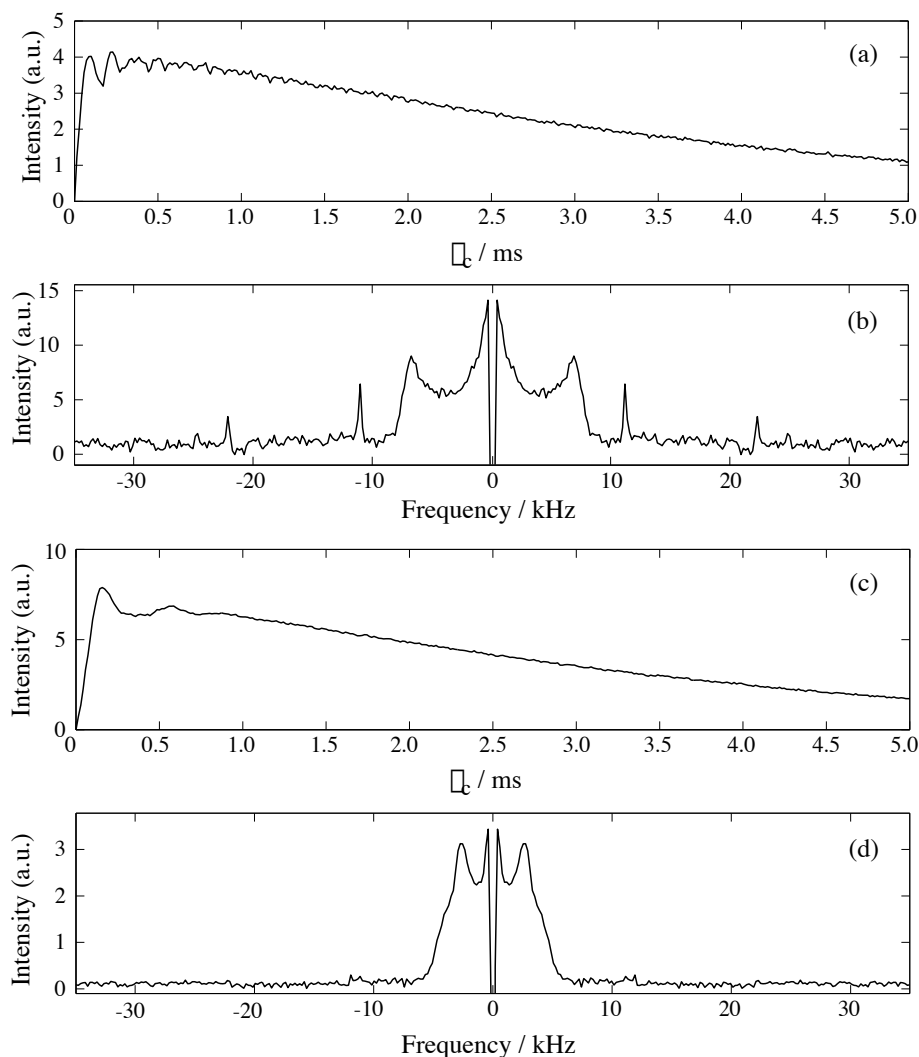 5
4
3
2
1
0
Intensity (a.u.)
(a)
0 0.5 1.0 1.5 2.0 2.5 3.0 3.5 4.0 4.5 5.0
□c / ms
15
10
5
0
Intensity (a.u.)
(b)
-30 -20 -10 0 10 20 30
Frequency / kHz
10
5
0
Intensity (a.u.)
(c)
0 0.5 1.0 1.5 2.0 2.5 3.0 3.5 4.0 4.5 5.0
□c / ms
3
2
1
0
Intensity (a.u.)
(d)
-30 -20 -10 0 10 20 30
Frequency / kHz